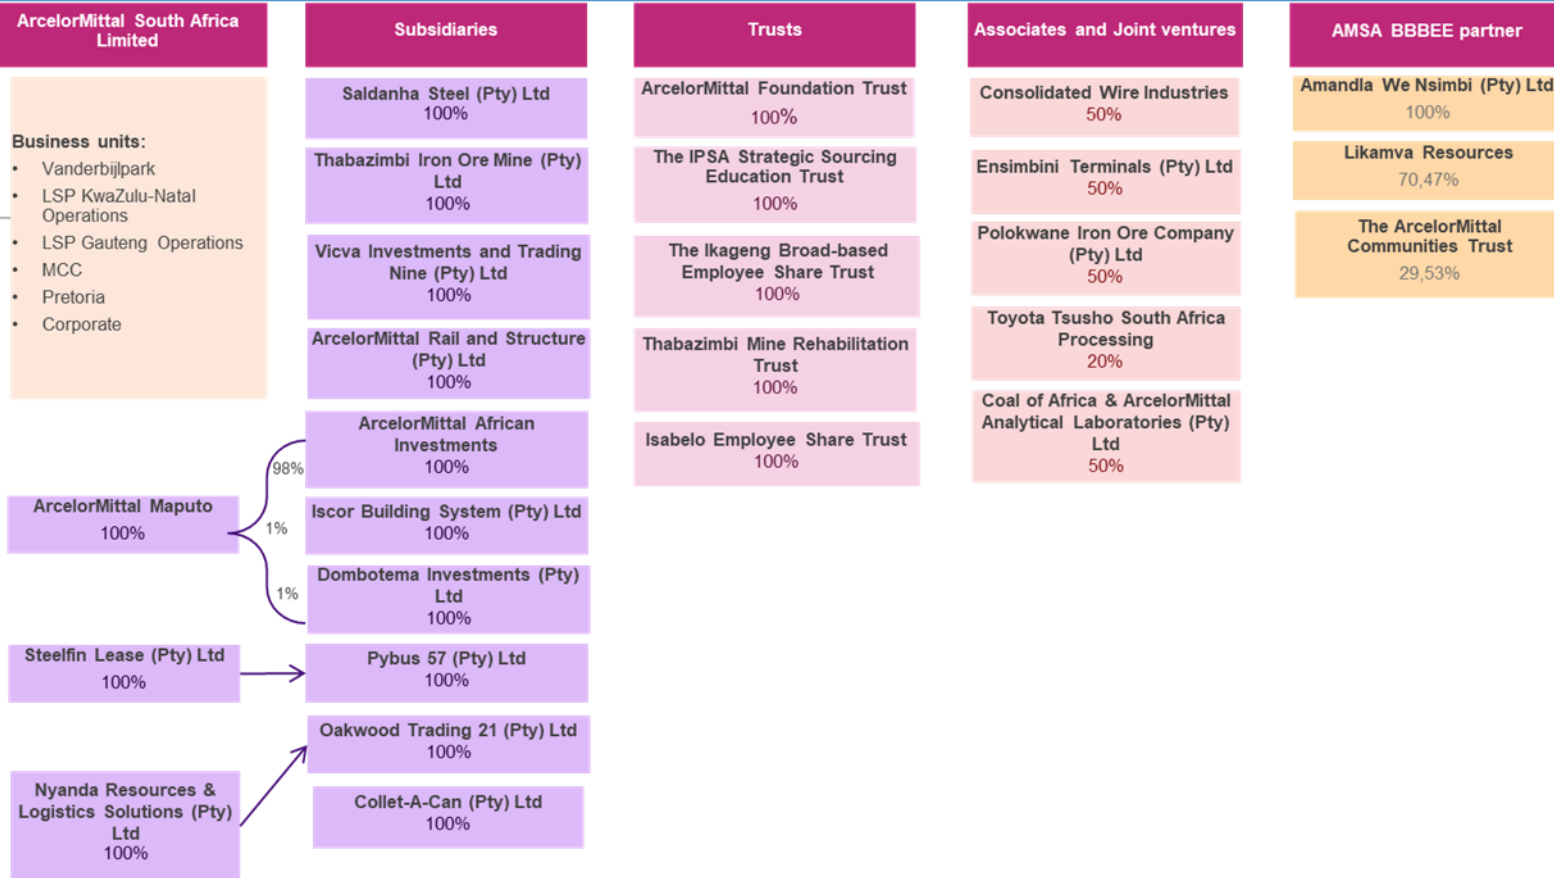 ArcelorMittal South Africa
Limited
Business units:
• Vanderbijlpark
• LSP KwaZulu-Natal
Operations
• LSP Gauteng Operations
• MCC
• Pretoria
• Corporate
ArcelorMittal Maputo
100%
98%
1%
1%
Steelfin Lease (Pty) Ltd
100%
Nyanda Resources &
Logistics Solutions (Pty)
Ltd
100%
Subsidiaries
Saldanha Steel (Pty) Ltd
100%
Thabazimbi Iron Ore Mine (Pty)
Ltd
100%
Vicva Investments and Trading
Nine (Pty) Ltd
100%
ArcelorMittal Rail and Structure
(Pty) Ltd
100%
ArcelorMittal African
Investments
100%
Iscor Building System (Pty) Ltd
100%
Dombotema Investments (Pty)
Ltd
100%
Pybus 57 (Pty) Ltd
100%
Oakwood Trading 21 (Pty) Ltd
100%
Collet-A-Can (Pty) Ltd
100%
Trusts
ArcelorMittal Foundation Trust
100%
The IPSA Strategic Sourcing
Education Trust
100%
The Ikageng Broad-based
Employee Share Trust
100%
Thabazimbi Mine Rehabilitation
Trust
100%
Isabelo Employee Share Trust
100%
Associates and Joint ventures
Consolidated Wire Industries
50%
Ensimbini Terminals (Pty) Ltd
50%
Polokwane Iron Ore Company
(Pty) Ltd
50%
Toyota Tsusho South Africa
Processing
20%
Coal of Africa & ArcelorMittal
Analytical Laboratories (Pty)
Ltd
50%
AMSA BBBEE partner
Amandla We Nsimbi (Pty) Ltd
100%
Likamva Resources
70,47%
The ArcelorMittal
Communities Trust
29,53%